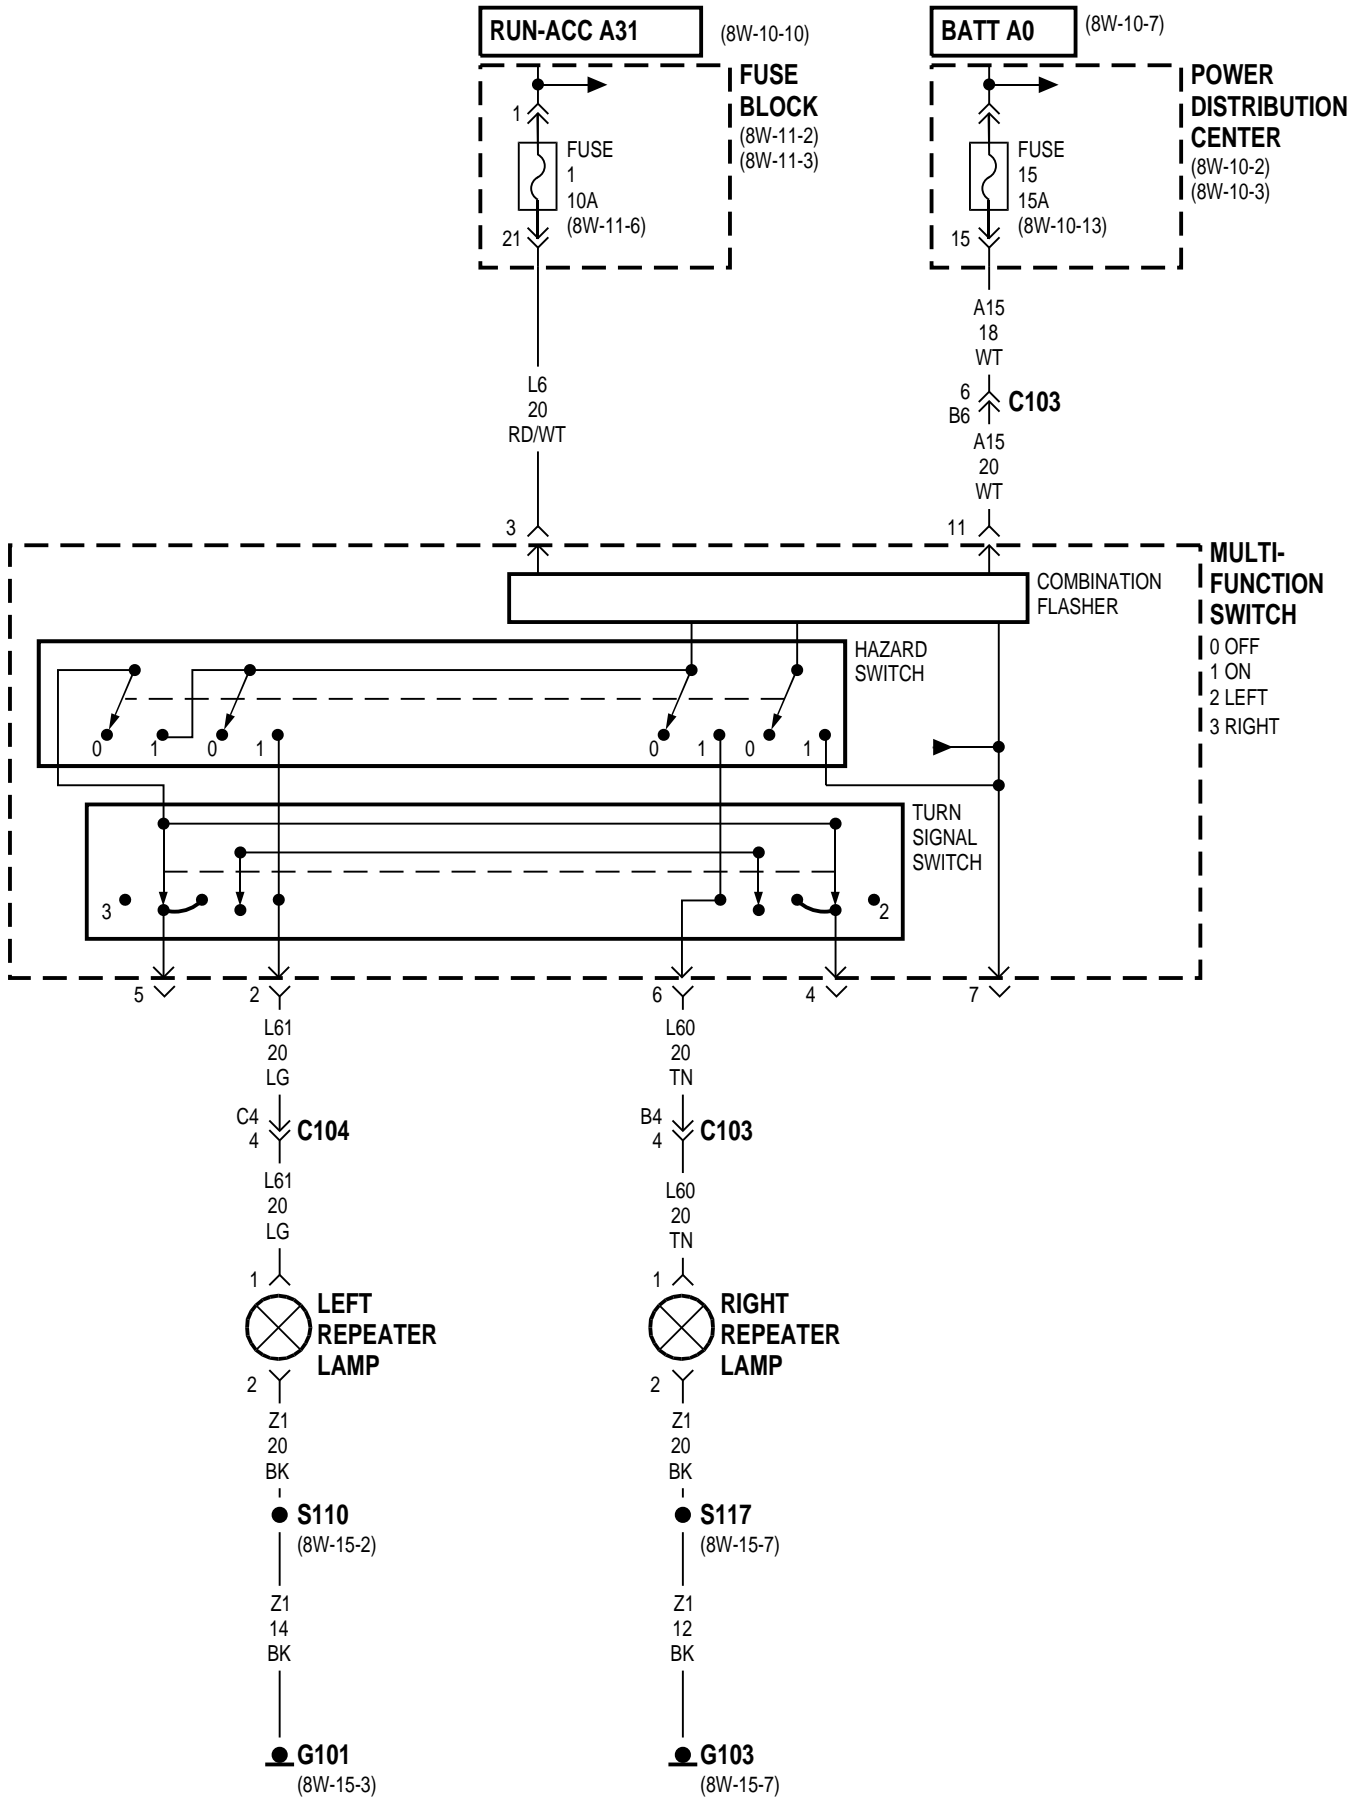 RUN-ACC A31
(8W-10-10)
BATT A0
(8W-10-7)
FUSE
BLOCK
(8W-11-2)
(8W-11-3)
1
FUSE
1
10A
(8W-11-6)
21
POWER
DISTRIBUTION
CENTER
(8W-10-2)
(8W-10-3)
FUSE
15
15A
(8W-10-13)
15
A15
18
WT
6
B6
C103
A15
20
WT
L6
20
RD/WT
3
11
MULTI-
FUNCTION
SWITCH
0 OFF
1 ON
2 LEFT
3 RIGHT
COMBINATION
FLASHER
HAZARD
SWITCH
0
1
0
1
0
1
0
1
TURN
SIGNAL
SWITCH
3
2
5
2
6
4
7
L61
20
LG
C4
4
C104
L61
20
LG
1
LEFT
REPEATER
LAMP
2
Z1
20
BK
S110
(8W-15-2)
Z1
14
BK
G101
(8W-15-3)
L60
20
TN
B4
4
C103
L60
20
TN
1
RIGHT
REPEATER
LAMP
2
Z1
20
BK
S117
(8W-15-7)
Z1
12
BK
G103
(8W-15-7)